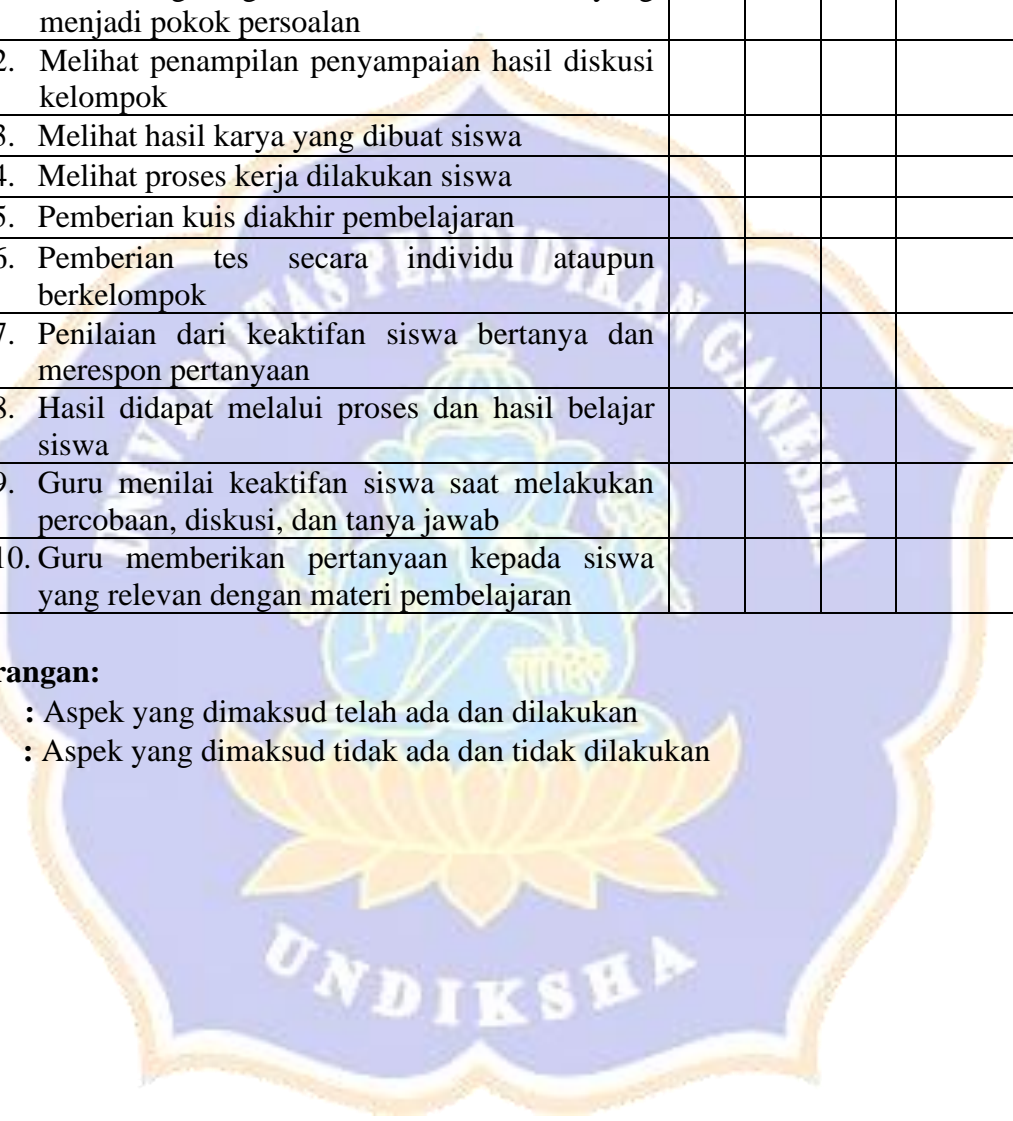 menjadi pokok persoalan
2. Melihat penampilan penyampaian hasil diskusi
kelompok
3. Melihat hasil karya yang dibuat siswa
4. Melihat proses kerja dilakukan siswa
5. Pemberian kuis diakhir pembelajaran
6. Pemberian tes secara individu ataupun
berkelompok
7. Penilaian dari keaktifan siswa bertanya dan
merespon pertanyaan
8. Hasil didapat melalui proses dan hasil belajar
siswa
9. Guru menilai keaktifan siswa saat melakukan
percobaan, diskusi, dan tanya jawab
10. Guru memberikan pertanyaan kepada siswa
yang relevan dengan materi pembelajaran
rangan:
: Aspek yang dimaksud telah ada dan dilakukan
: Aspek yang dimaksud tidak ada dan tidak dilakukan
UNIVERSITAS PENDIDIKAN GANESHA
UNDIKSHA